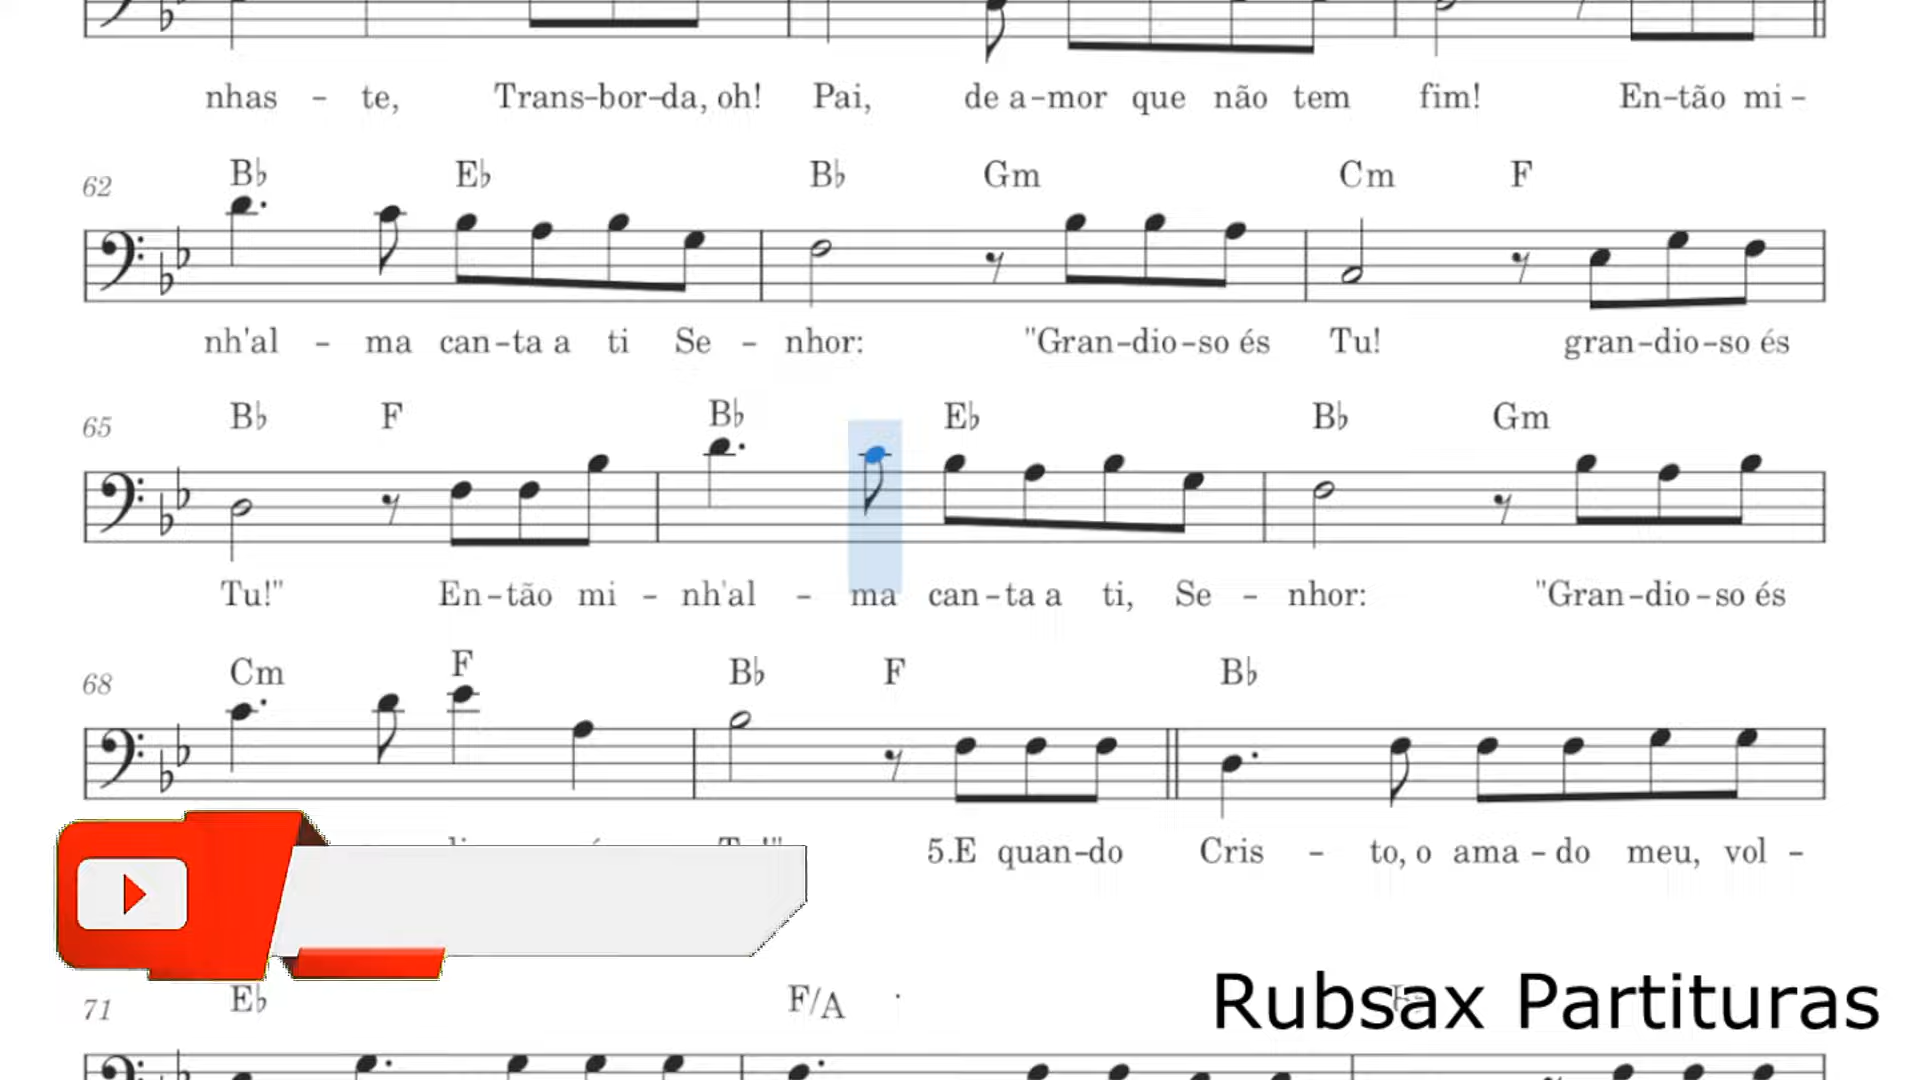 nhas - te, Trans-bor-da, oh! Pai, de a-mor que não tem fim! En-tão mi-
62 B♭ E♭ B♭ Gm Cm F
nh'al - ma can-ta a ti Se - nhor: "Gran-dio-so és Tu! gran-dio-so és
65 B♭ F B♭ E♭ B♭ Gm
Tu!" En-tão mi - nh'al - ma can-ta a ti, Se - nhor: "Gran-dio-so és
68 Cm F B♭ F B♭
5.E quan-do Cris - to, o ama-do meu, vol -
71 E♭ F/A
Rubsax Partituras